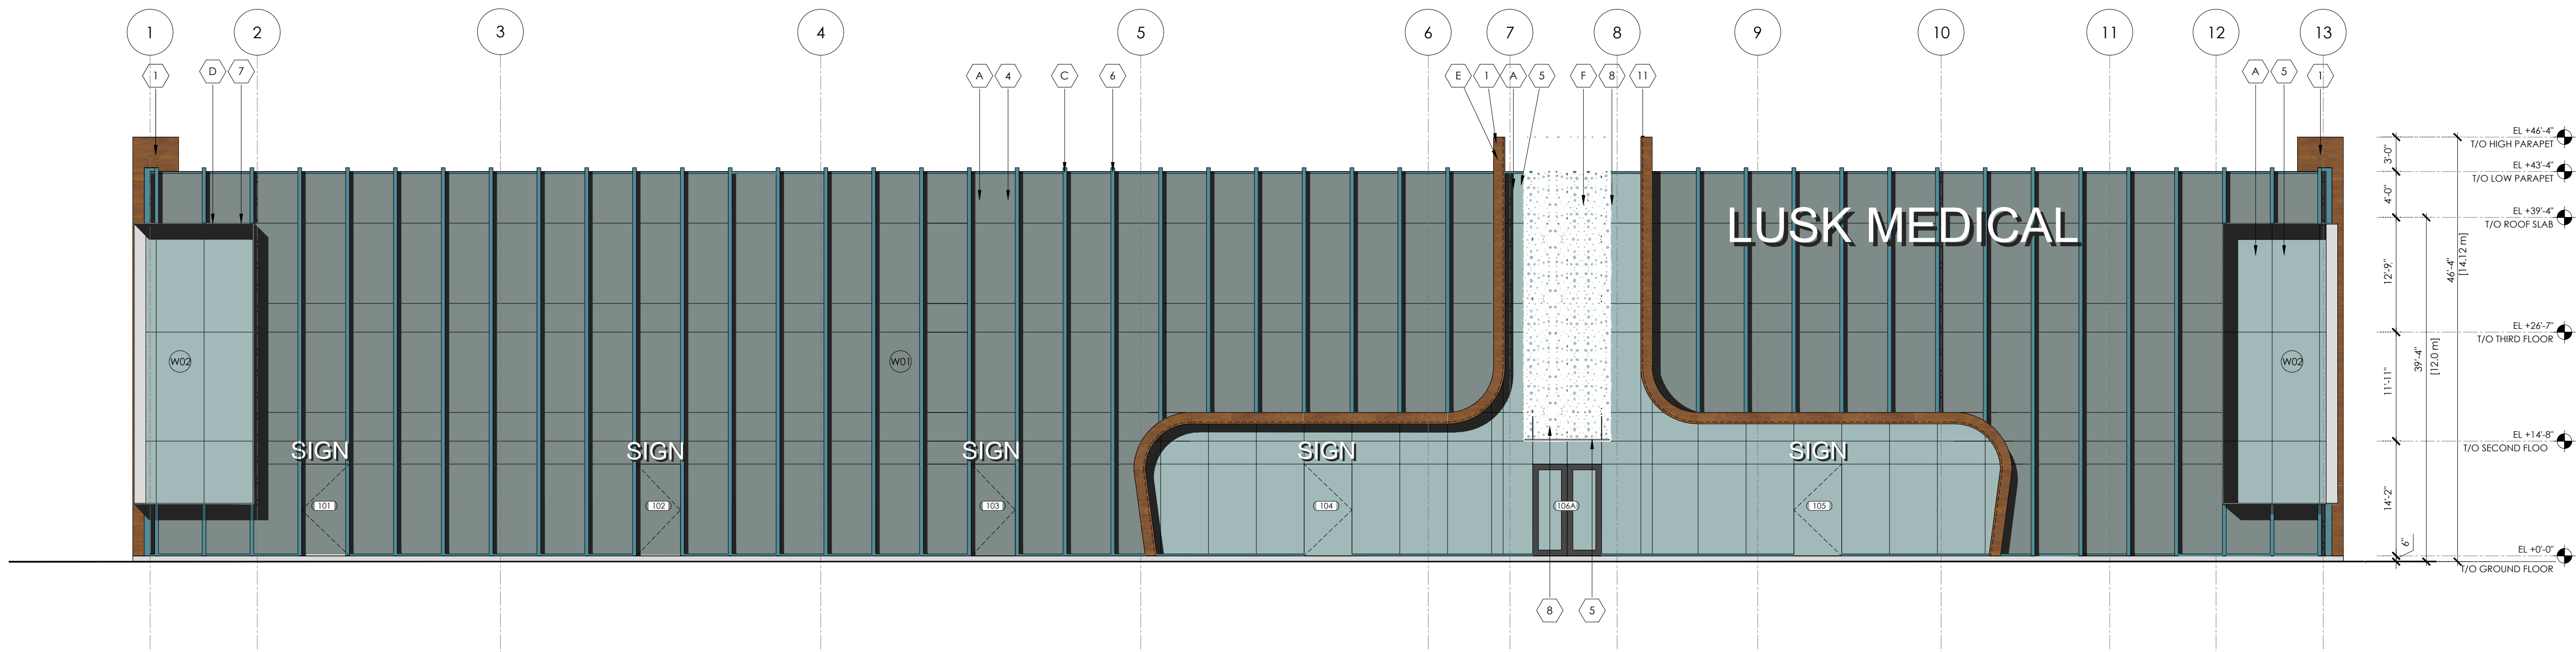 1 2 3 4 5 6 7 8 9 10 11 12 13
1 D 7 A 4 C 6 E 1 A 5 F 8 11 A 5 1
EL +46'-4"
T/O HIGH PARAPET
3'-0"
EL +43'-4"
T/O LOW PARAPET
4'-0"
LUSK MEDICAL
EL +39'-4"
T/O ROOF SLAB
12'-9"
46'-4"
[14.12 m]
EL +26'-7"
T/O THIRD FLOOR
39'-4"
[12.0 m]
W02 W01 W02
11'-11"
EL +14'-8"
T/O SECOND FLOO
SIGN SIGN SIGN SIGN SIGN
14'-2"
101 102 103 104 106A 105
6"
EL +0'-0"
T/O GROUND FLOOR
8 5